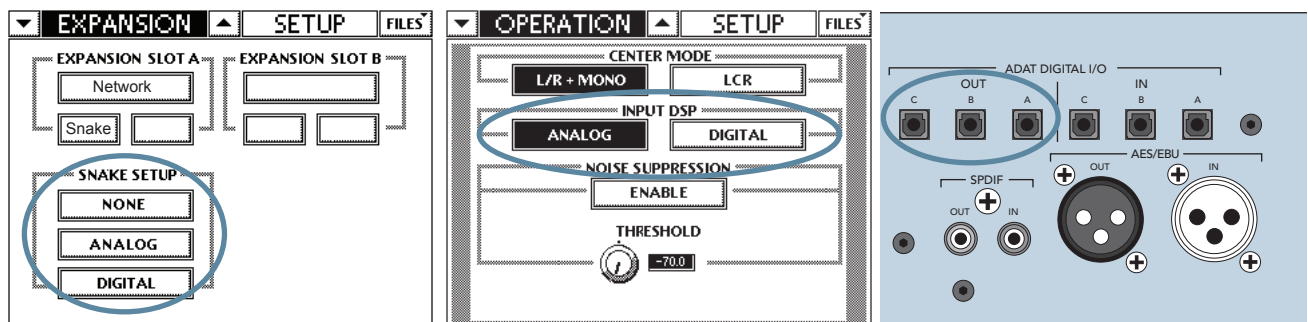 EXPANSION SETUP FILES
EXPANSION SLOT A EXPANSION SLOT B
Network
Snake
SNAKE SETUP
NONE
ANALOG
DIGITAL
OPERATION SETUP FILES
CENTER MODE
L/R + MONO LCR
INPUT DSP
ANALOG DIGITAL
NOISE SUPPRESSION
ENABLE
THRESHOLD
-70.0
ADAT DIGITAL I/O
OUT IN
C B A C B A
AES/EBU
OUT IN
SPDIF
OUT IN